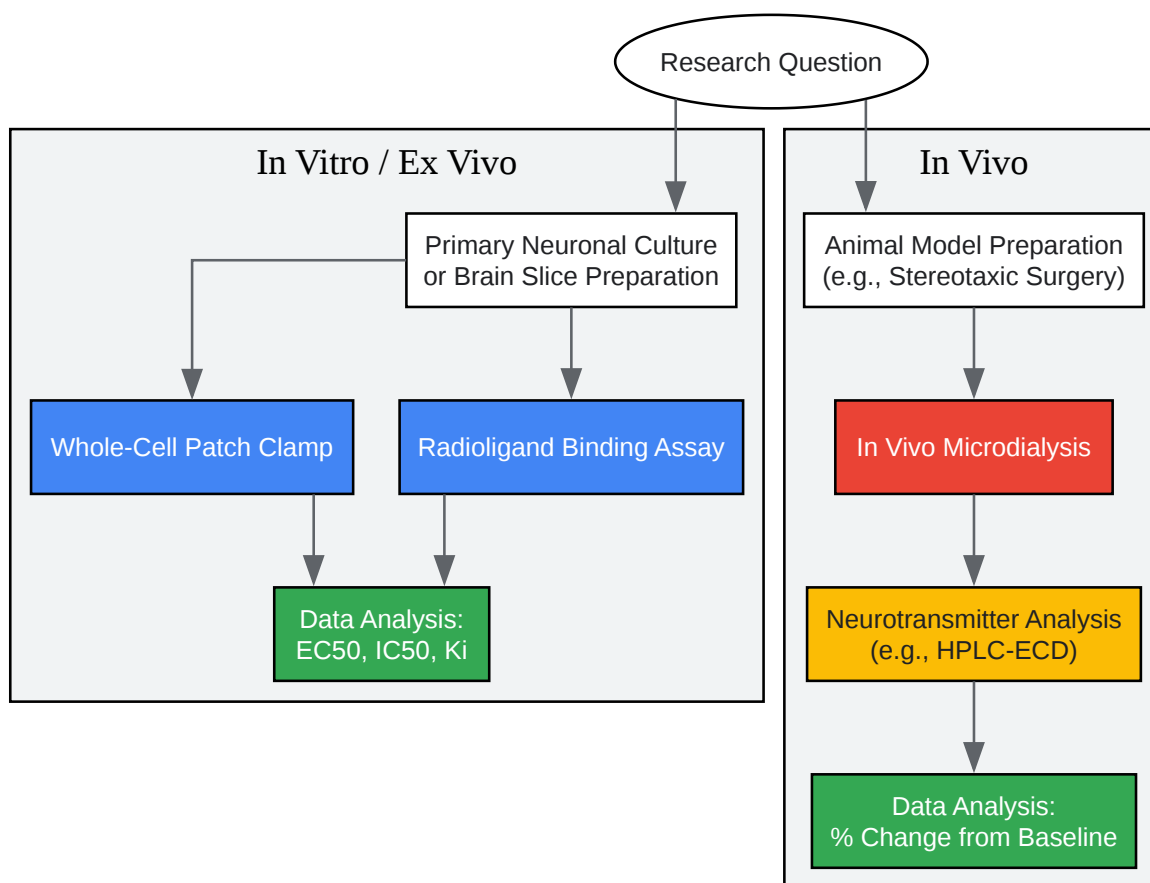 Research Question
In Vitro / Ex Vivo
Primary Neuronal Culture
or Brain Slice Preparation
Whole-Cell Patch Clamp
Radioligand Binding Assay
Data Analysis:
EC50, IC50, Ki
In Vivo
Animal Model Preparation
(e.g., Stereotaxic Surgery)
In Vivo Microdialysis
Neurotransmitter Analysis
(e.g., HPLC-ECD)
Data Analysis:
% Change from Baseline